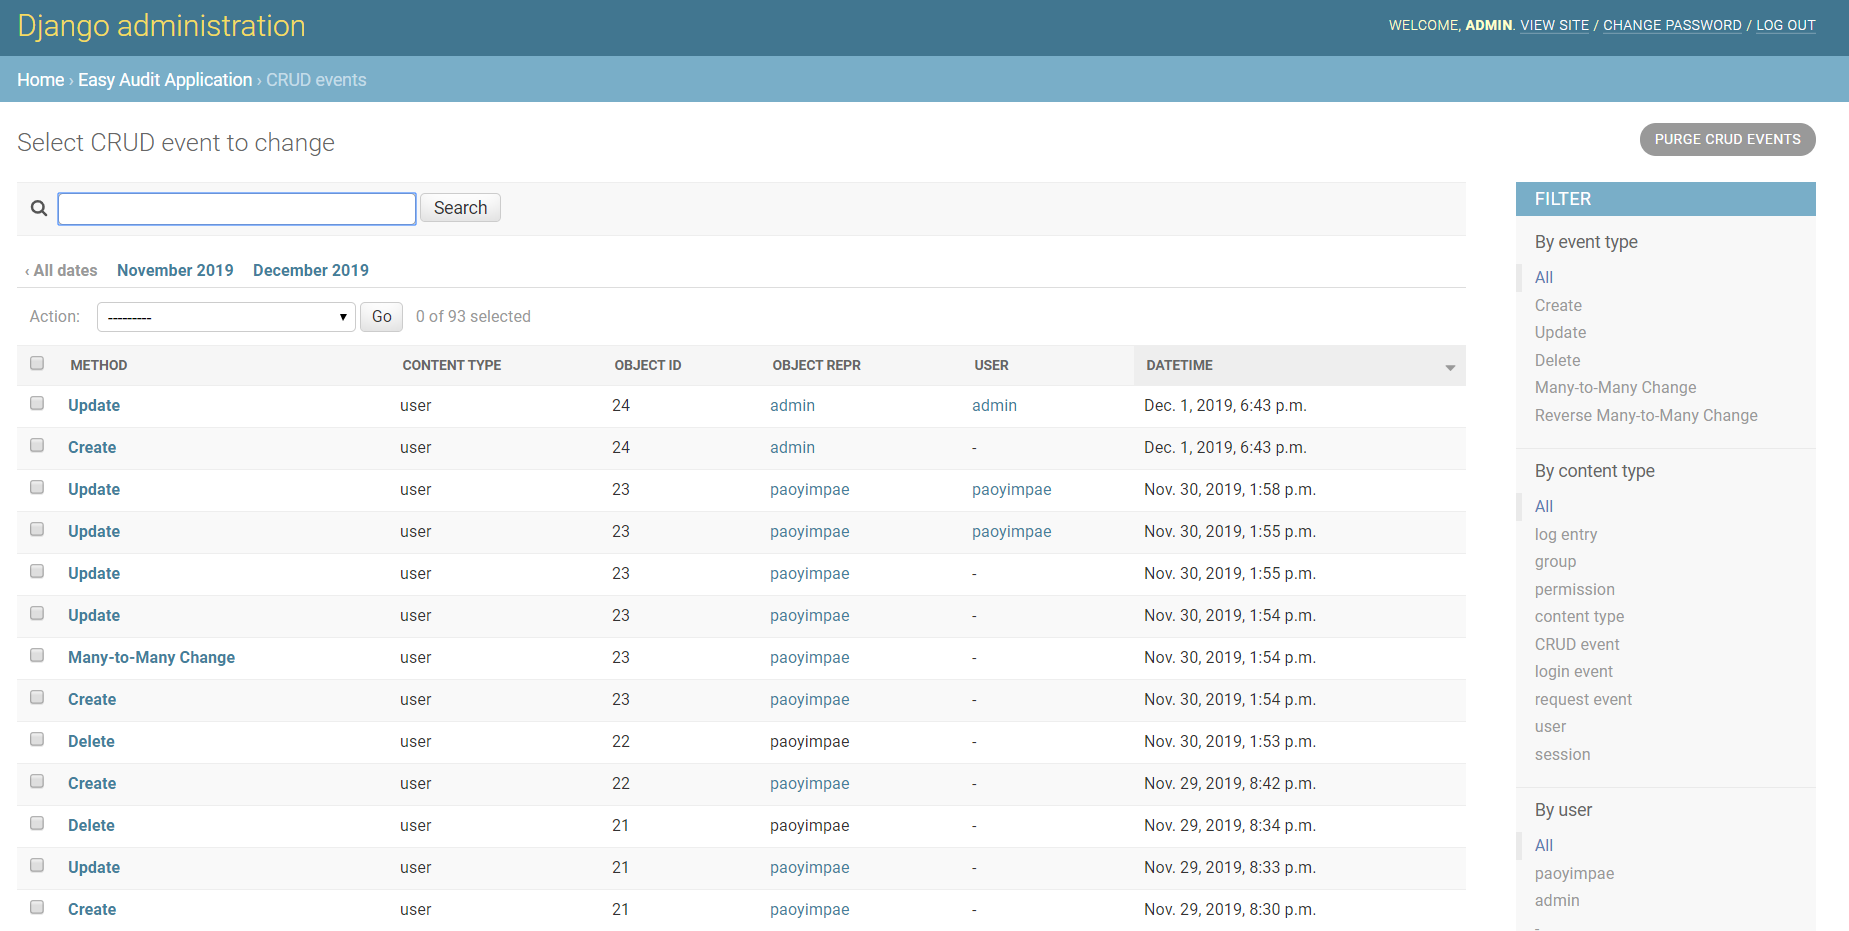 Django administration
WELCOME, ADMIN. VIEW SITE / CHANGE PASSWORD / LOG OUT
Home › Easy Audit Application › CRUD events
Select CRUD event to change
PURGE CRUD EVENTS
Search
‹ All dates November 2019 December 2019
Action: --------- Go 0 of 93 selected
METHOD CONTENT TYPE OBJECT ID OBJECT REPR USER DATETIME
Update user 24 admin admin Dec. 1, 2019, 6:43 p.m.
Create user 24 admin - Dec. 1, 2019, 6:43 p.m.
Update user 23 paoyimpae paoyimpae Nov. 30, 2019, 1:58 p.m.
Update user 23 paoyimpae paoyimpae Nov. 30, 2019, 1:55 p.m.
Update user 23 paoyimpae - Nov. 30, 2019, 1:55 p.m.
Update user 23 paoyimpae - Nov. 30, 2019, 1:54 p.m.
Many-to-Many Change user 23 paoyimpae - Nov. 30, 2019, 1:54 p.m.
Create user 23 paoyimpae - Nov. 30, 2019, 1:54 p.m.
Delete user 22 paoyimpae - Nov. 30, 2019, 1:53 p.m.
Create user 22 paoyimpae - Nov. 29, 2019, 8:42 p.m.
Delete user 21 paoyimpae - Nov. 29, 2019, 8:34 p.m.
Update user 21 paoyimpae - Nov. 29, 2019, 8:33 p.m.
Create user 21 paoyimpae - Nov. 29, 2019, 8:30 p.m.
FILTER
By event type
All
Create
Update
Delete
Many-to-Many Change
Reverse Many-to-Many Change
By content type
All
log entry
group
permission
content type
CRUD event
login event
request event
user
session
By user
All
paoyimpae
admin
-